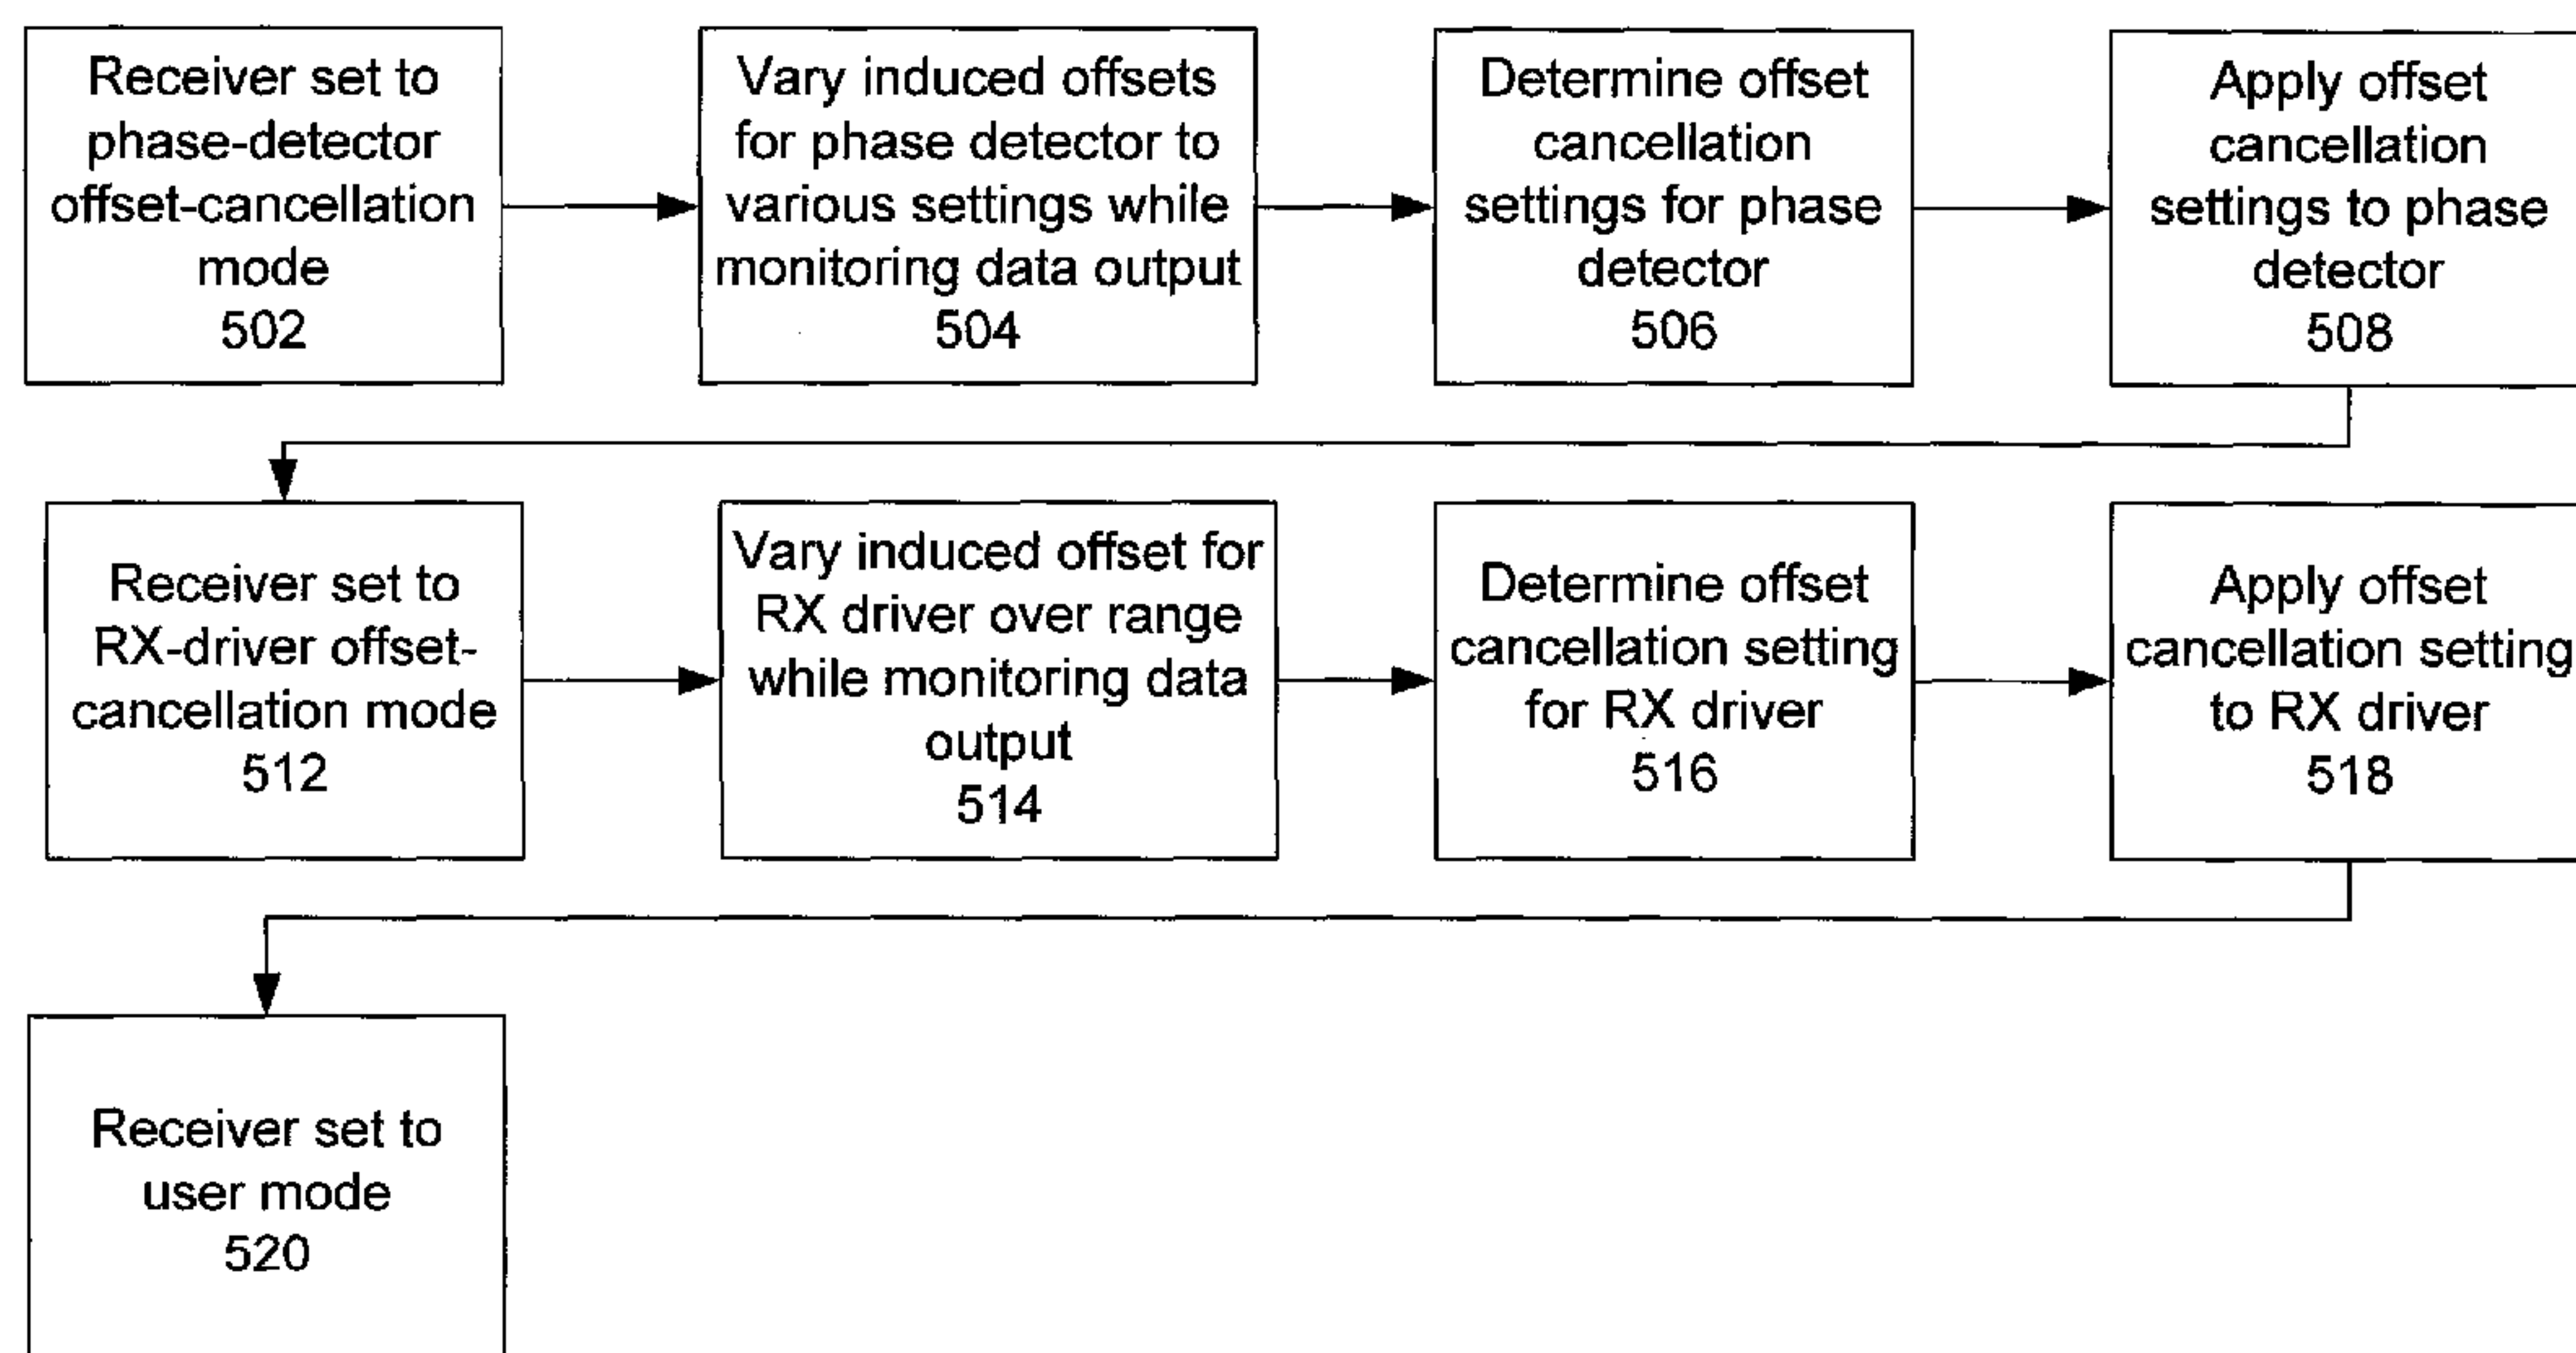 Receiver set to
phase-detector
offset-cancellation
mode
502
Vary induced offsets
for phase detector to
various settings while
monitoring data output
504
Determine offset
cancellation
settings for phase
detector
506
Apply offset
cancellation
settings to phase
detector
508
Receiver set to
RX-driver offset-
cancellation mode
512
Vary induced offset for
RX driver over range
while monitoring data
output
514
Determine offset
cancellation setting
for RX driver
516
Apply offset
cancellation setting
to RX driver
518
Receiver set to
user mode
520